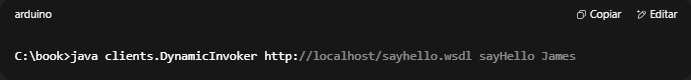 arduino
Copiar
Editar
C:\book>java clients.DynamicInvoker http://localhost/sayhello.wsdl sayHello James